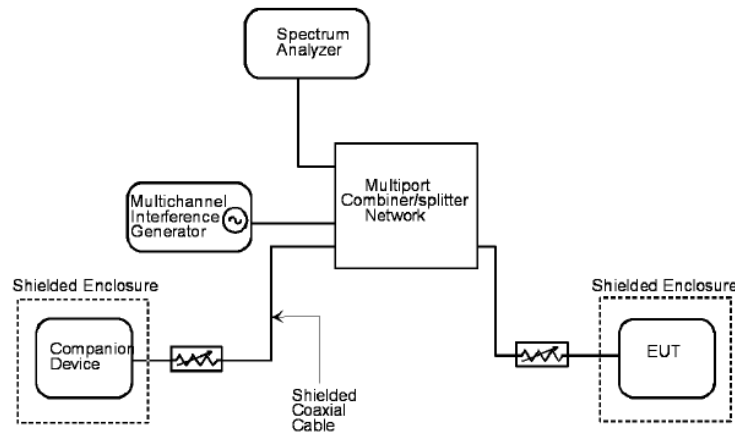 Spectrum
Analyzer
Multiport
Combiner/splitter
Network
Multichannel
Interference
Generator
Shielded Enclosure
Companion
Device
Shielded
Coaxial
Cable
Shielded Enclosure
EUT